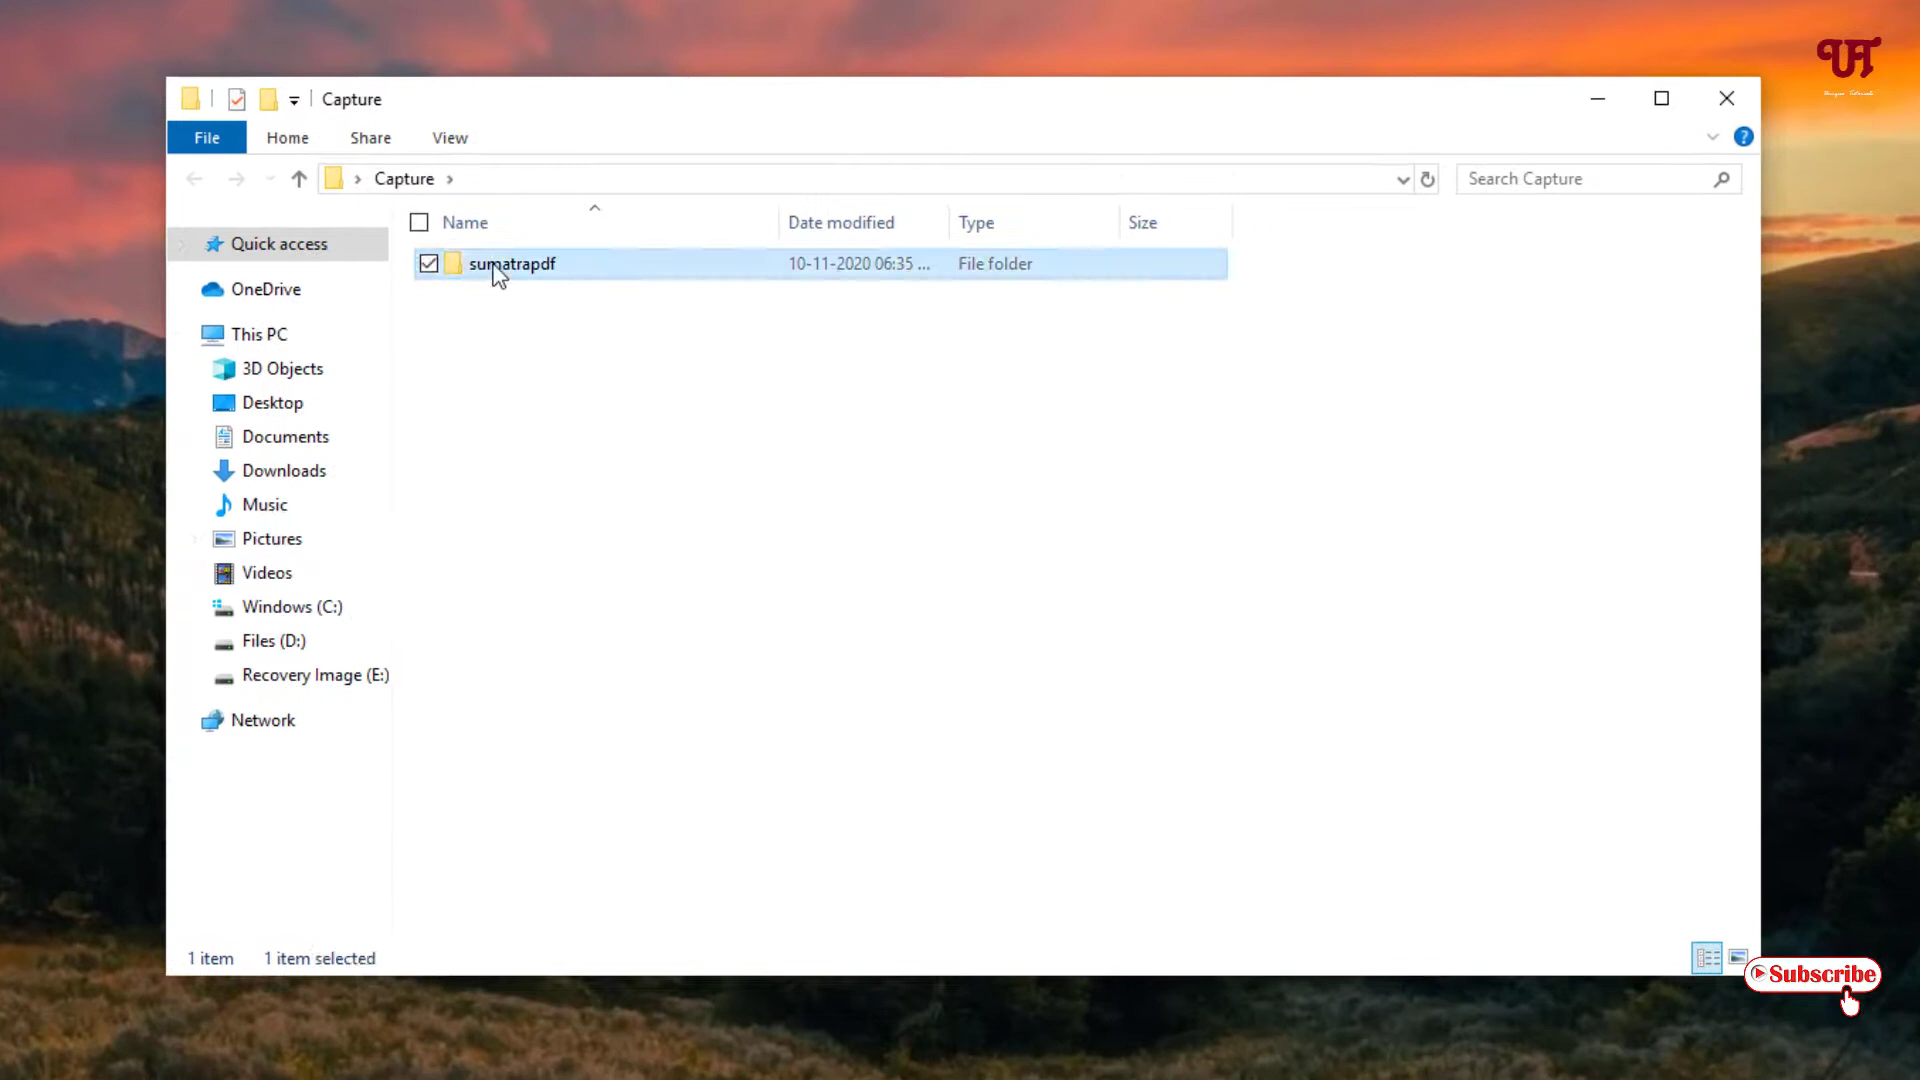 Capture
File
Home
Share
View
Capture
Search Capture
Name
Date modified
Type
Size
Quick access
sumatrapdf
10-11-2020 06:35 ...
File folder
OneDrive
This PC
3D Objects
Desktop
Documents
Downloads
Music
Pictures
Videos
Windows (C:)
Files (D:)
Recovery Image (E:)
Network
1 item
1 item selected
Subscribe
UT